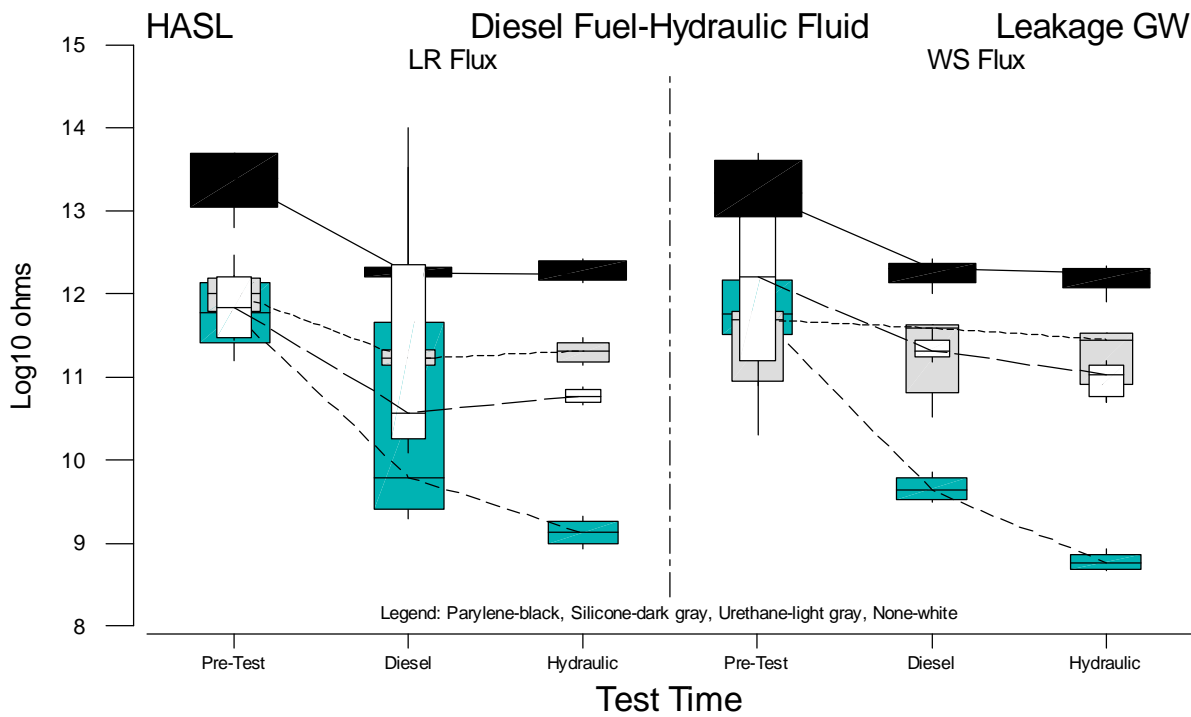 HASL Diesel Fuel-Hydraulic Fluid Leakage GW
LR Flux WS Flux
15
14
13
12
11
10
9
8
Log10 ohms
Legend: Parylene-black, Silicone-dark gray, Urethane-light gray, None-white
Pre-Test Diesel Hydraulic Pre-Test Diesel Hydraulic
Test Time